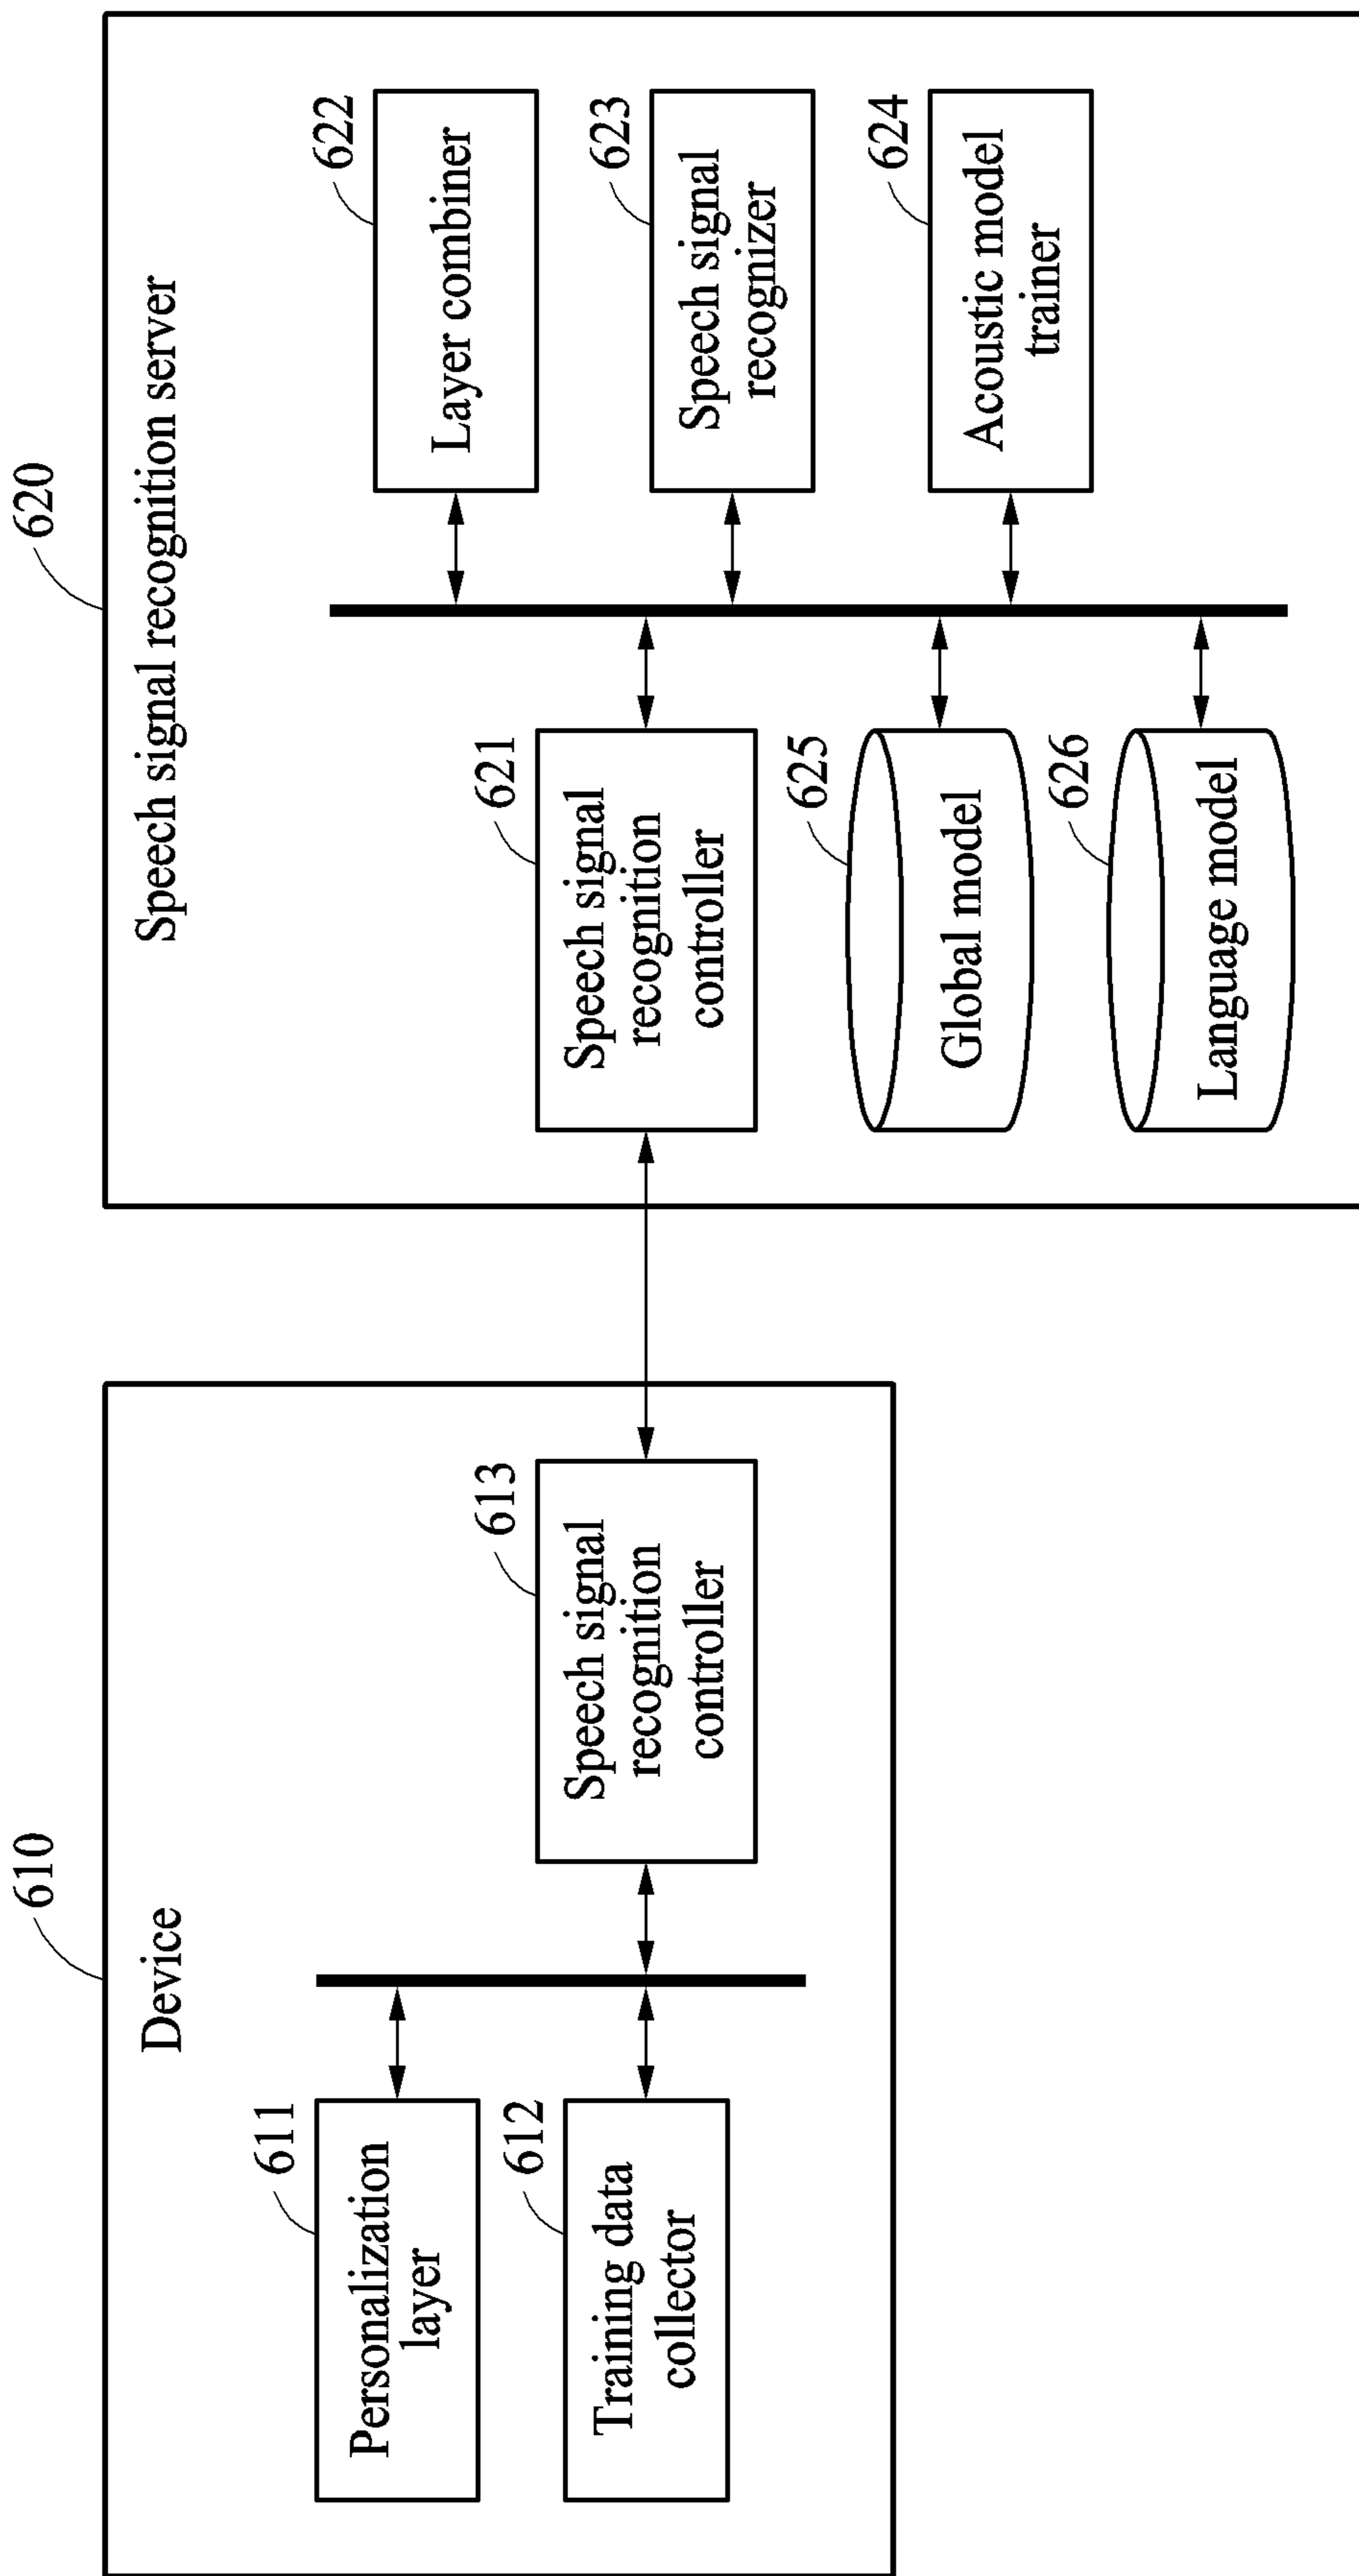 610
Device
611
Personalization
layer
612
Training data
collector
613
Speech signal
recognition
controller
620
Speech signal recognition server
621
Speech signal
recognition
controller
625
Global model
626
Language model
622
Layer combiner
623
Speech signal
recognizer
624
Acoustic model
trainer